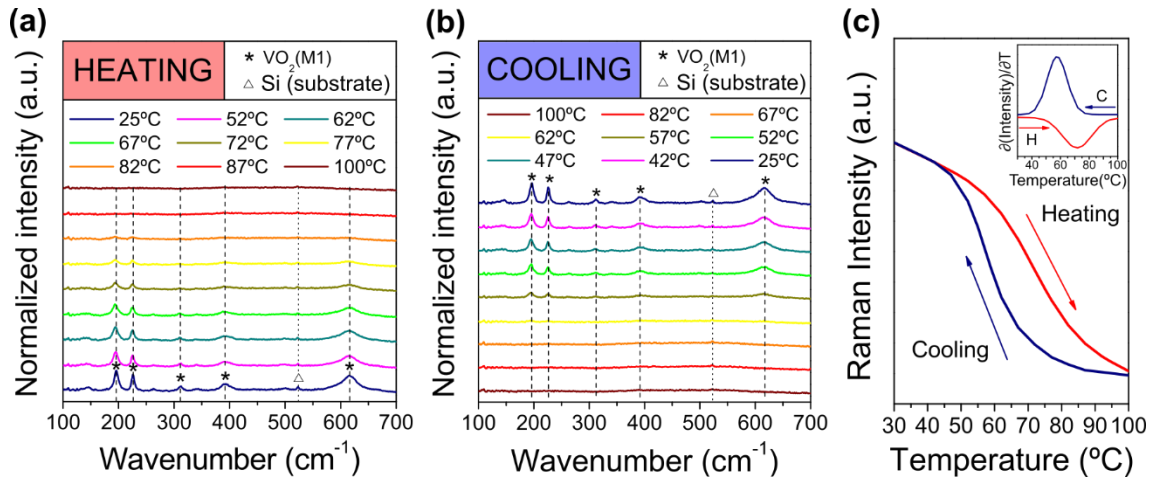 (a)
HEATING
* VO2(M1)
△ Si (substrate)
25ºC 52ºC 62ºC
67ºC 72ºC 77ºC
82ºC 87ºC 100ºC
Normalized intensity (a.u.)
* * * * △ *
100 200 300 400 500 600 700
Wavenumber (cm-1)
(b)
COOLING
* VO2(M1)
△ Si (substrate)
100ºC 82ºC 67ºC
62ºC 57ºC 52ºC
47ºC 42ºC 25ºC
Normalized intensity (a.u.)
* * * * △ *
100 200 300 400 500 600 700
Wavenumber (cm-1)
(c)
∂(Intensity)/∂T
C
H
40 60 80 100
Temperature(ºC)
Heating
Cooling
Raman Intensity (a.u.)
30 40 50 60 70 80 90 100
Temperature (ºC)